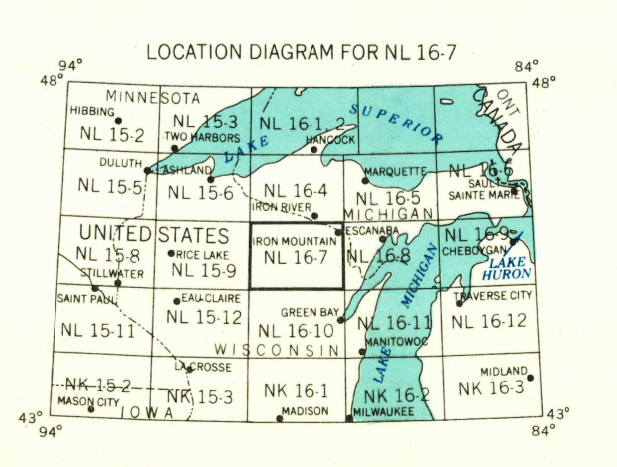 LOCATION DIAGRAM FOR NL 16-7
94°
84°
48°
48°
MINNESOTA
HIBBING
NL 15-2
NL 15-3
TWO HARBORS
NL 16-1, 2
HANCOCK
LAKE SUPERIOR
ONT
CANADA
DULUTH
NL 15-5
ASHLAND
NL 15-6
NL 16-4
IRON RIVER
MARQUETTE
NL 16-5
MICHIGAN
NL 16-6
SAULT
SAINTE MARIE
UNITED STATES
NL 15-8
STILLWATER
RICE LAKE
NL 15-9
IRON MOUNTAIN
NL 16-7
ESCANABA
NL 16-8
NL 16-9
CHEBOYGAN
LAKE
HURON
SAINT PAUL
NL 15-11
EAU CLAIRE
NL 15-12
GREEN BAY
NL 16-10
WISCONSIN
NL 16-11
MANITOWOC
LAKE MICHIGAN
TRAVERSE CITY
NL 16-12
NK 15-2
MASON CITY
IOWA
LA CROSSE
NK 15-3
NK 16-1
MADISON
NK 16-2
MILWAUKEE
MIDLAND
NK 16-3
43°
43°
94°
84°